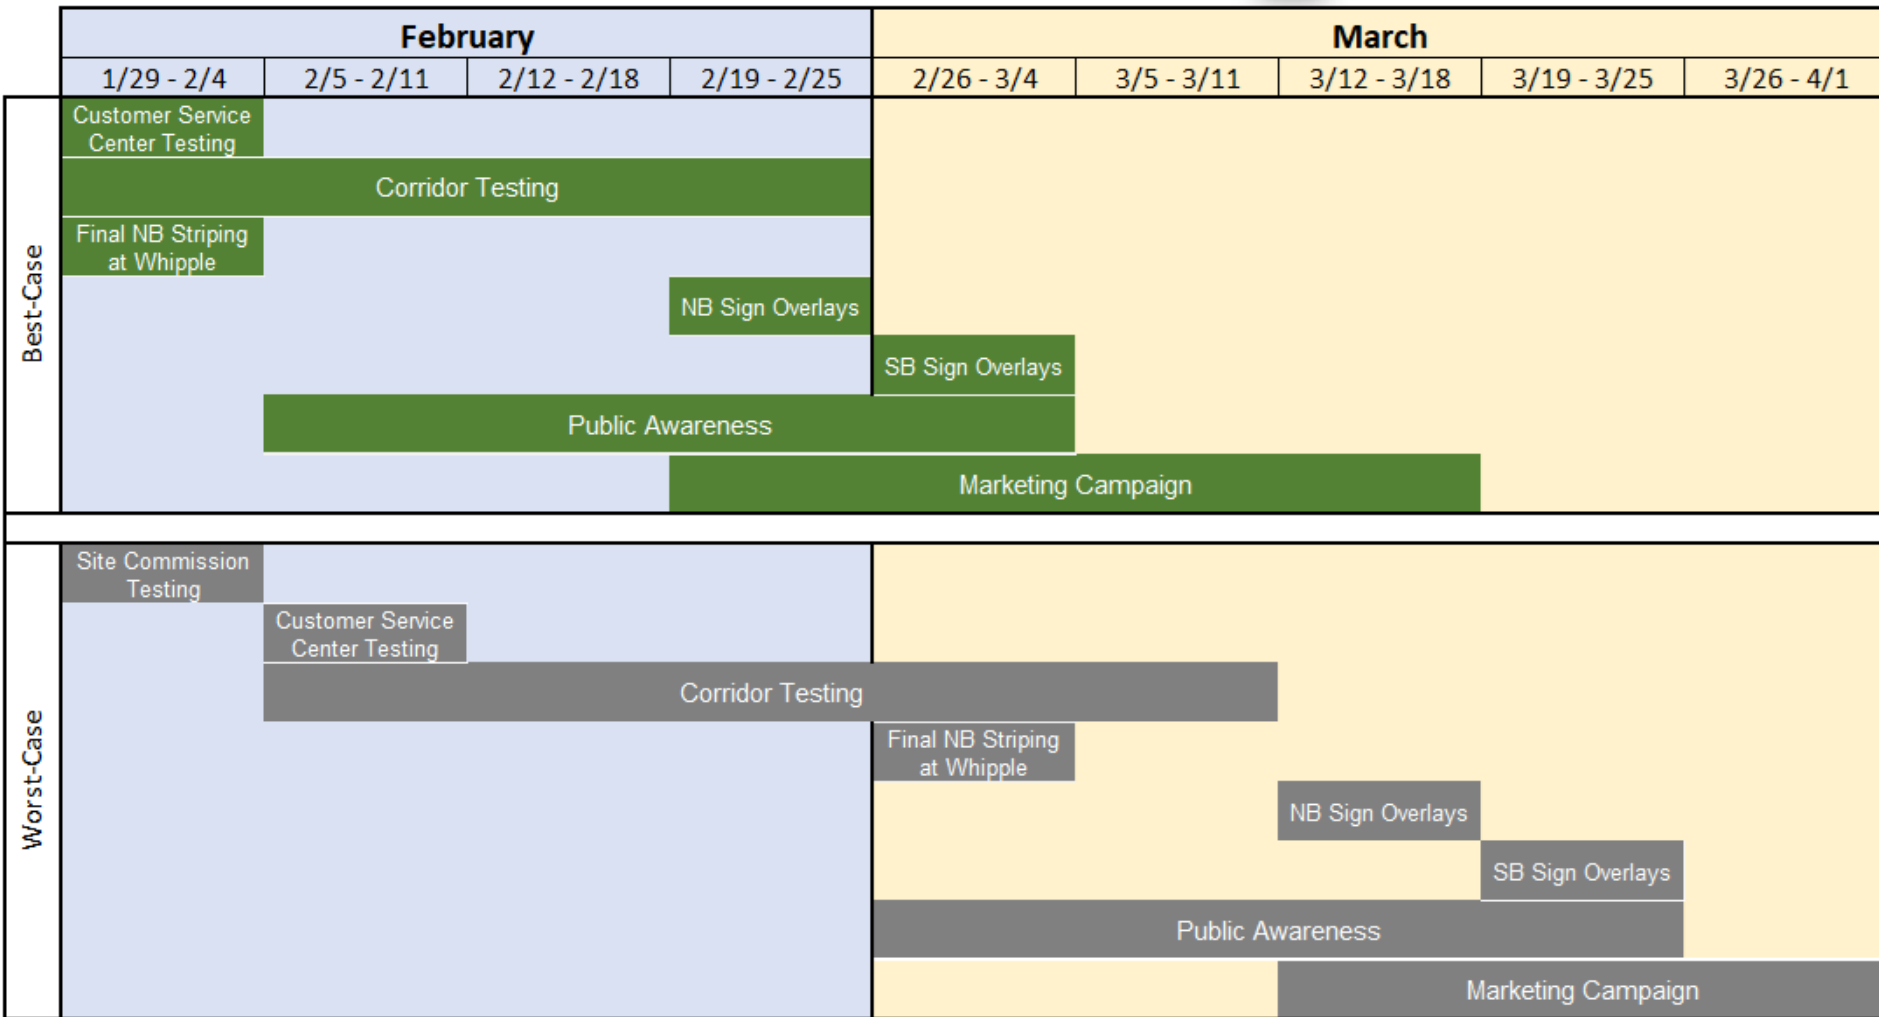 February
March
1/29 - 2/4
2/5 - 2/11
2/12 - 2/18
2/19 - 2/25
2/26 - 3/4
3/5 - 3/11
3/12 - 3/18
3/19 - 3/25
3/26 - 4/1
Best-Case
Customer Service
Center Testing
Corridor Testing
Final NB Striping
at Whipple
NB Sign Overlays
SB Sign Overlays
Public Awareness
Marketing Campaign
Worst-Case
Site Commission
Testing
Customer Service
Center Testing
Corridor Testing
Final NB Striping
at Whipple
NB Sign Overlays
SB Sign Overlays
Public Awareness
Marketing Campaign